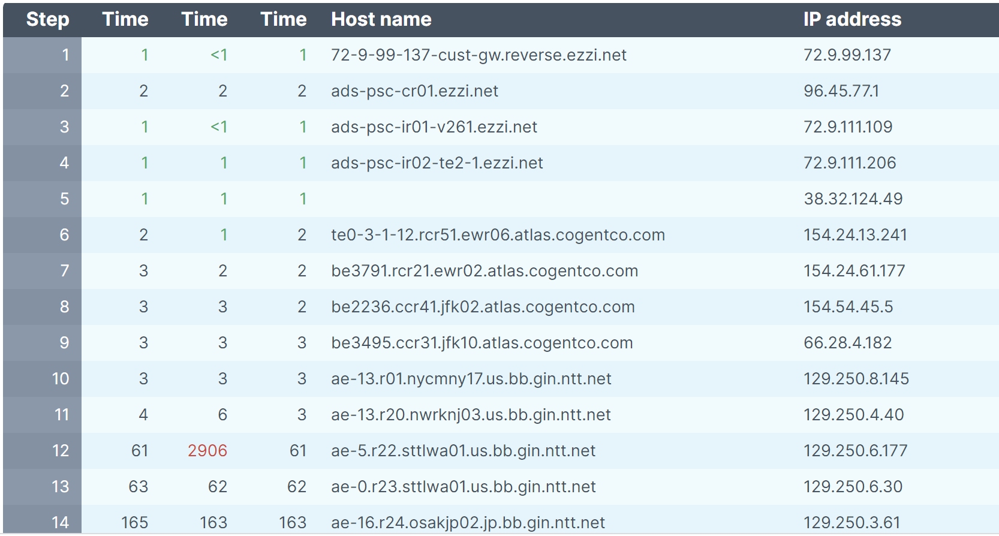 Step Time Time Time Host name IP address
1 1 <1 1 72-9-99-137-cust-gw.reverse.ezzi.net 72.9.99.137
2 2 2 2 ads-psc-cr01.ezzi.net 96.45.77.1
3 1 <1 1 ads-psc-ir01-v261.ezzi.net 72.9.111.109
4 1 1 1 ads-psc-ir02-te2-1.ezzi.net 72.9.111.206
5 1 1 1 38.32.124.49
6 2 1 2 te0-3-1-12.rcr51.ewr06.atlas.cogentco.com 154.24.13.241
7 3 2 2 be3791.rcr21.ewr02.atlas.cogentco.com 154.24.61.177
8 3 3 2 be2236.ccr41.jfk02.atlas.cogentco.com 154.54.45.5
9 3 3 3 be3495.ccr31.jfk10.atlas.cogentco.com 66.28.4.182
10 3 3 3 ae-13.r01.nycmny17.us.bb.gin.ntt.net 129.250.8.145
11 4 6 3 ae-13.r20.nwrknj03.us.bb.gin.ntt.net 129.250.4.40
12 61 2906 61 ae-5.r22.sttlwa01.us.bb.gin.ntt.net 129.250.6.177
13 63 62 62 ae-0.r23.sttlwa01.us.bb.gin.ntt.net 129.250.6.30
14 165 163 163 ae-16.r24.osakjp02.jp.bb.gin.ntt.net 129.250.3.61